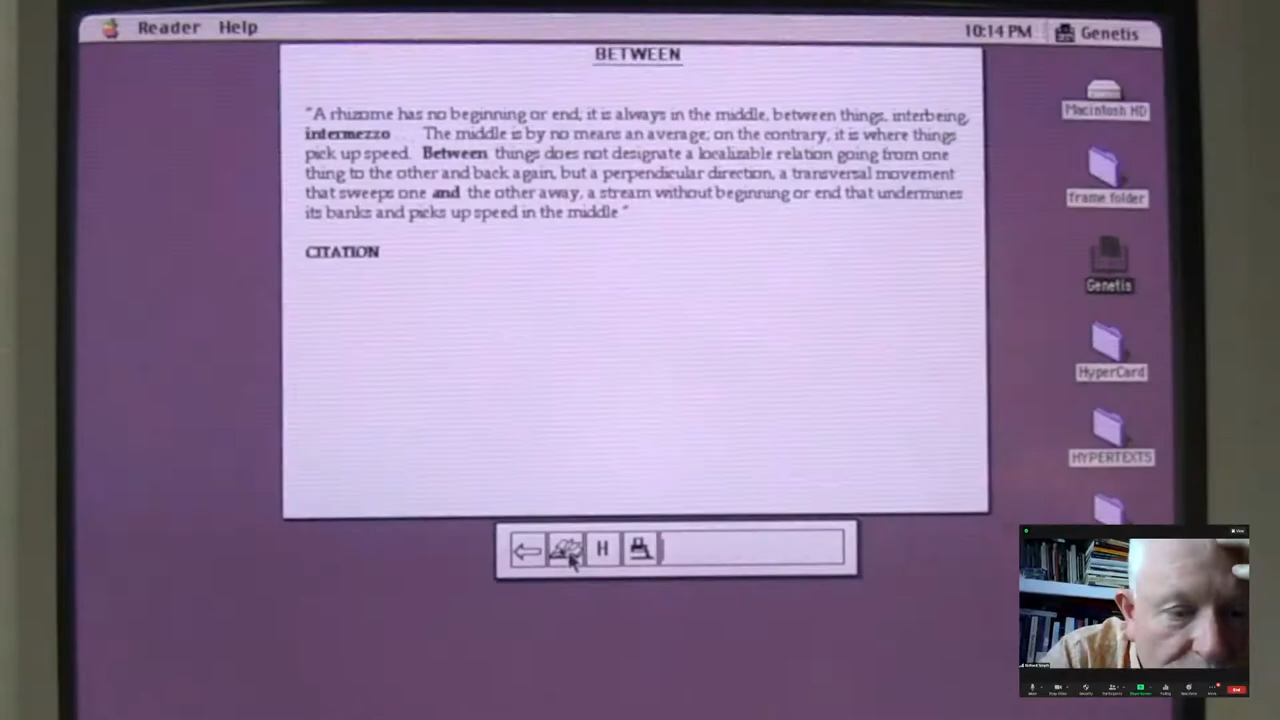 Reader Help 10:14 PM Genetis
BETWEEN
"A rhizome has no beginning or end; it is always in the middle, between things, interbeing,
intermezzo The middle is by no means an average; on the contrary, it is where things
pick up speed. Between things does not designate a localizable relation going from one
thing to the other and back again, but a perpendicular direction, a transversal movement
that sweeps one and the other away, a stream without beginning or end that undermines
its banks and picks up speed in the middle"
CITATION
Macintosh HD
frame folder
Genetis
HyperCard
HYPERTEXTS
H